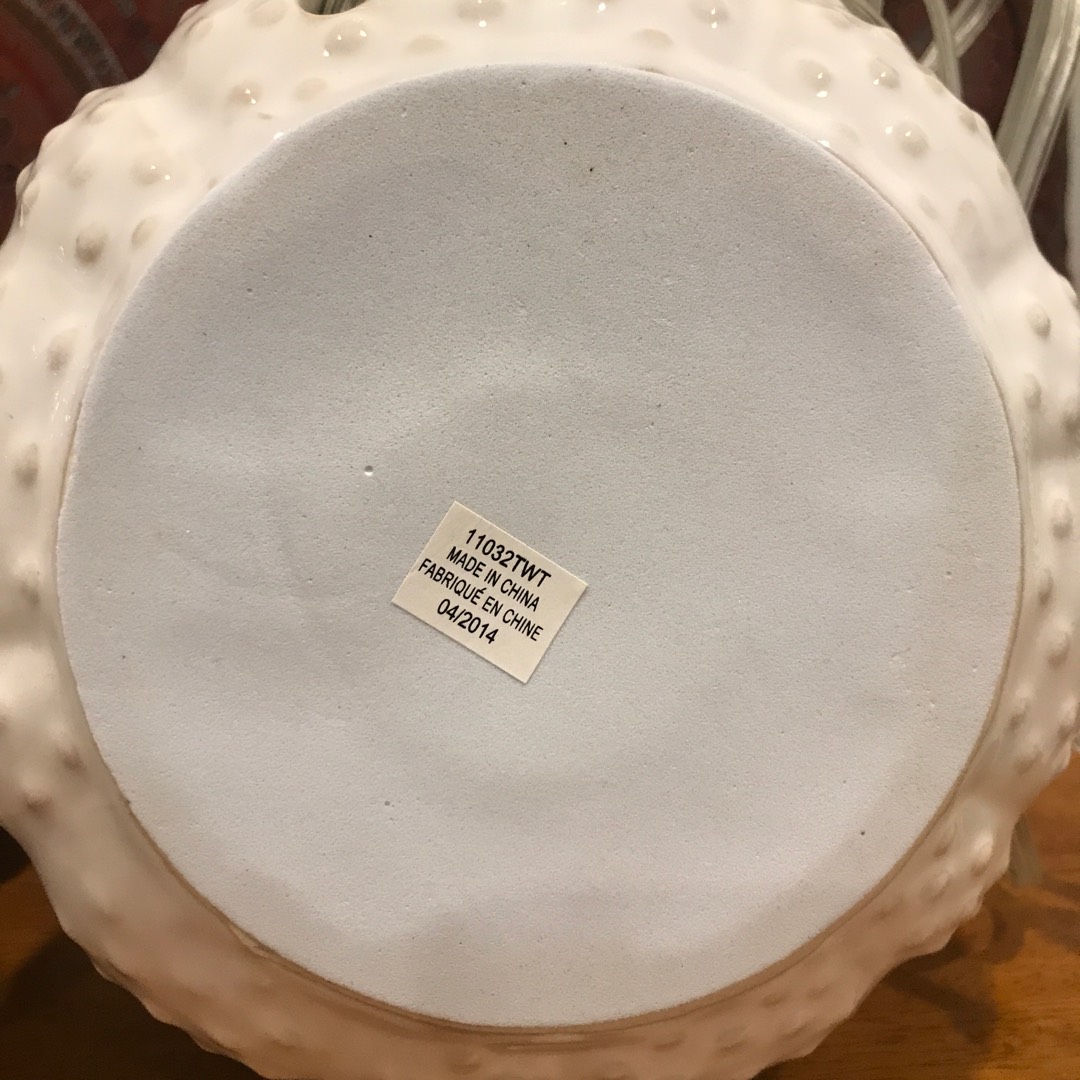 11032TWT
MADE IN CHINA
FABRIQUÉ EN CHINE
04/2014